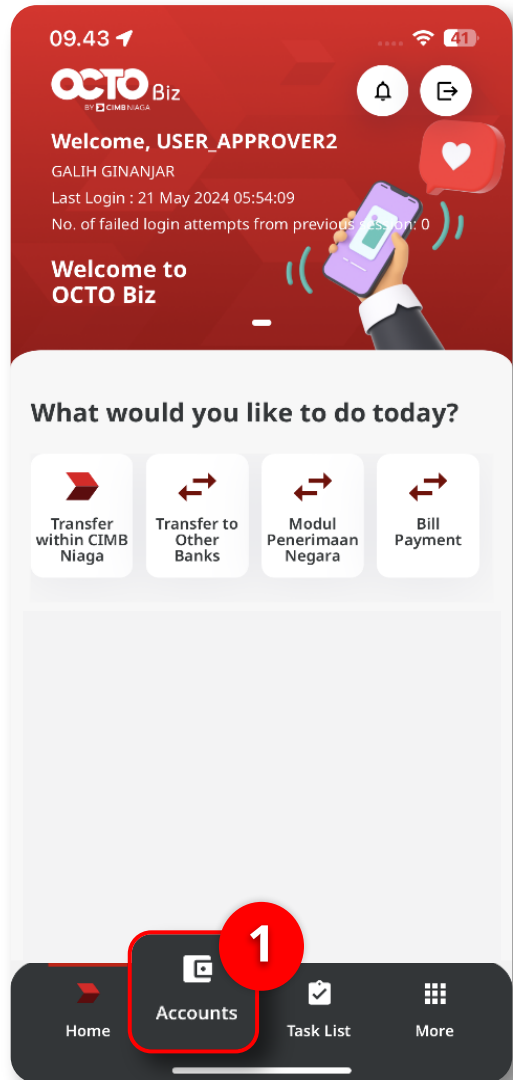 09.43
41
OCTO Biz
BY CIMB NIAGA
Welcome, USER_APPROVER2
GALIH GINANJAR
Last Login : 21 May 2024 05:54:09
No. of failed login attempts from previous session: 0
Welcome to
OCTO Biz
What would you like to do today?
Transfer
within CIMB
Niaga
Transfer to
Other
Banks
Modul
Penerimaan
Negara
Bill
Payment
1
Home
Accounts
Task List
More